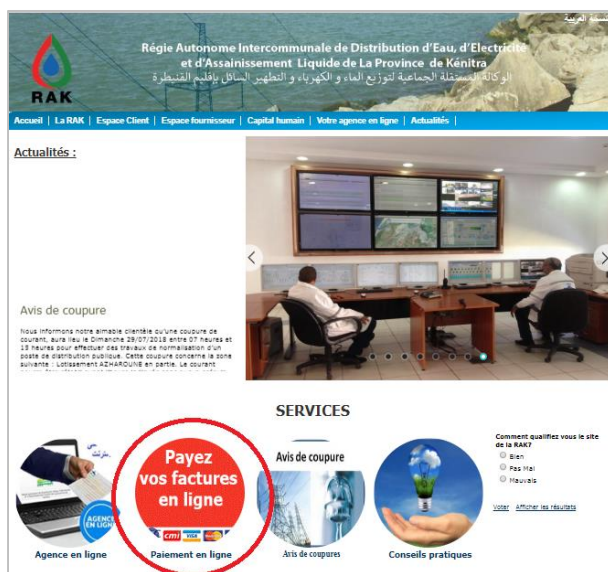 النسخة العربية
Régie Autonome Intercommunale de Distribution d'Eau, d'Electricité
et d'Assainissement Liquide de La Province de Kénitra
الوكالة المستقلة الجماعية لتوزيع الماء و الكهرباء و التطهير السائل بإقليم القنيطرة
RAK
Accueil | La RAK | Espace Client | Espace fournisseur | Capital humain | Votre agence en ligne | Actualités |
Actualités :
Avis de coupure
Nous informons notre aimable clientèle qu'une coupure de
courant, aura lieu le Dimanche 29/07/2018 entre 07 heures et
15 heures pour effectuer des travaux de normalisation d'un
poste de distribution publique. Cette coupure concerne la zone
suivante : Lotissement AZHAROUNE en partie. Le courant
SERVICES
AGENCE
EN LIGNE
Agence en ligne
Payez
vos factures
en ligne
cmi VISA
Paiement en ligne
Avis de coupure
Avis de coupures
Conseils pratiques
Comment qualifiez vous le site
de la RAK?
Bien
Pas Mal
Mauvais
Voter Afficher les résultats